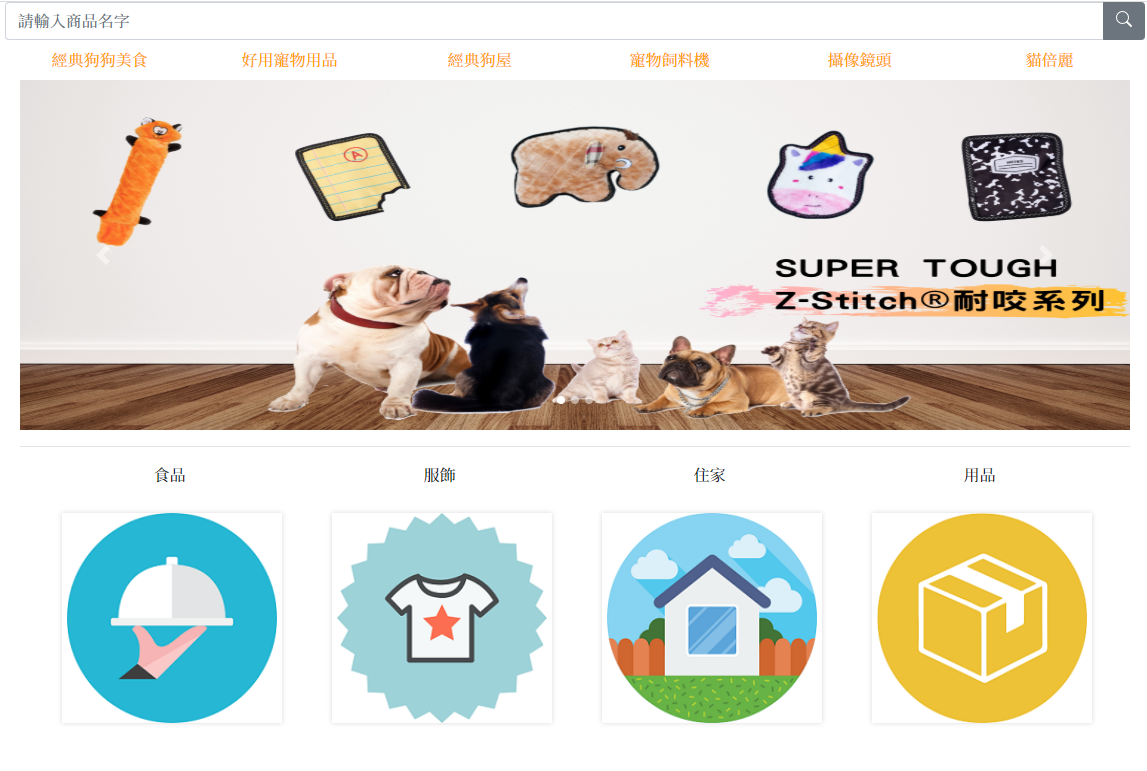 請輸入商品名字
經典狗狗美食 好用寵物用品 經典狗屋 寵物飼料機 攝像鏡頭 貓倍麗
A
NOTES
SUPER TOUGH
Z-Stitch®耐咬系列
食品 服飾 住家 用品